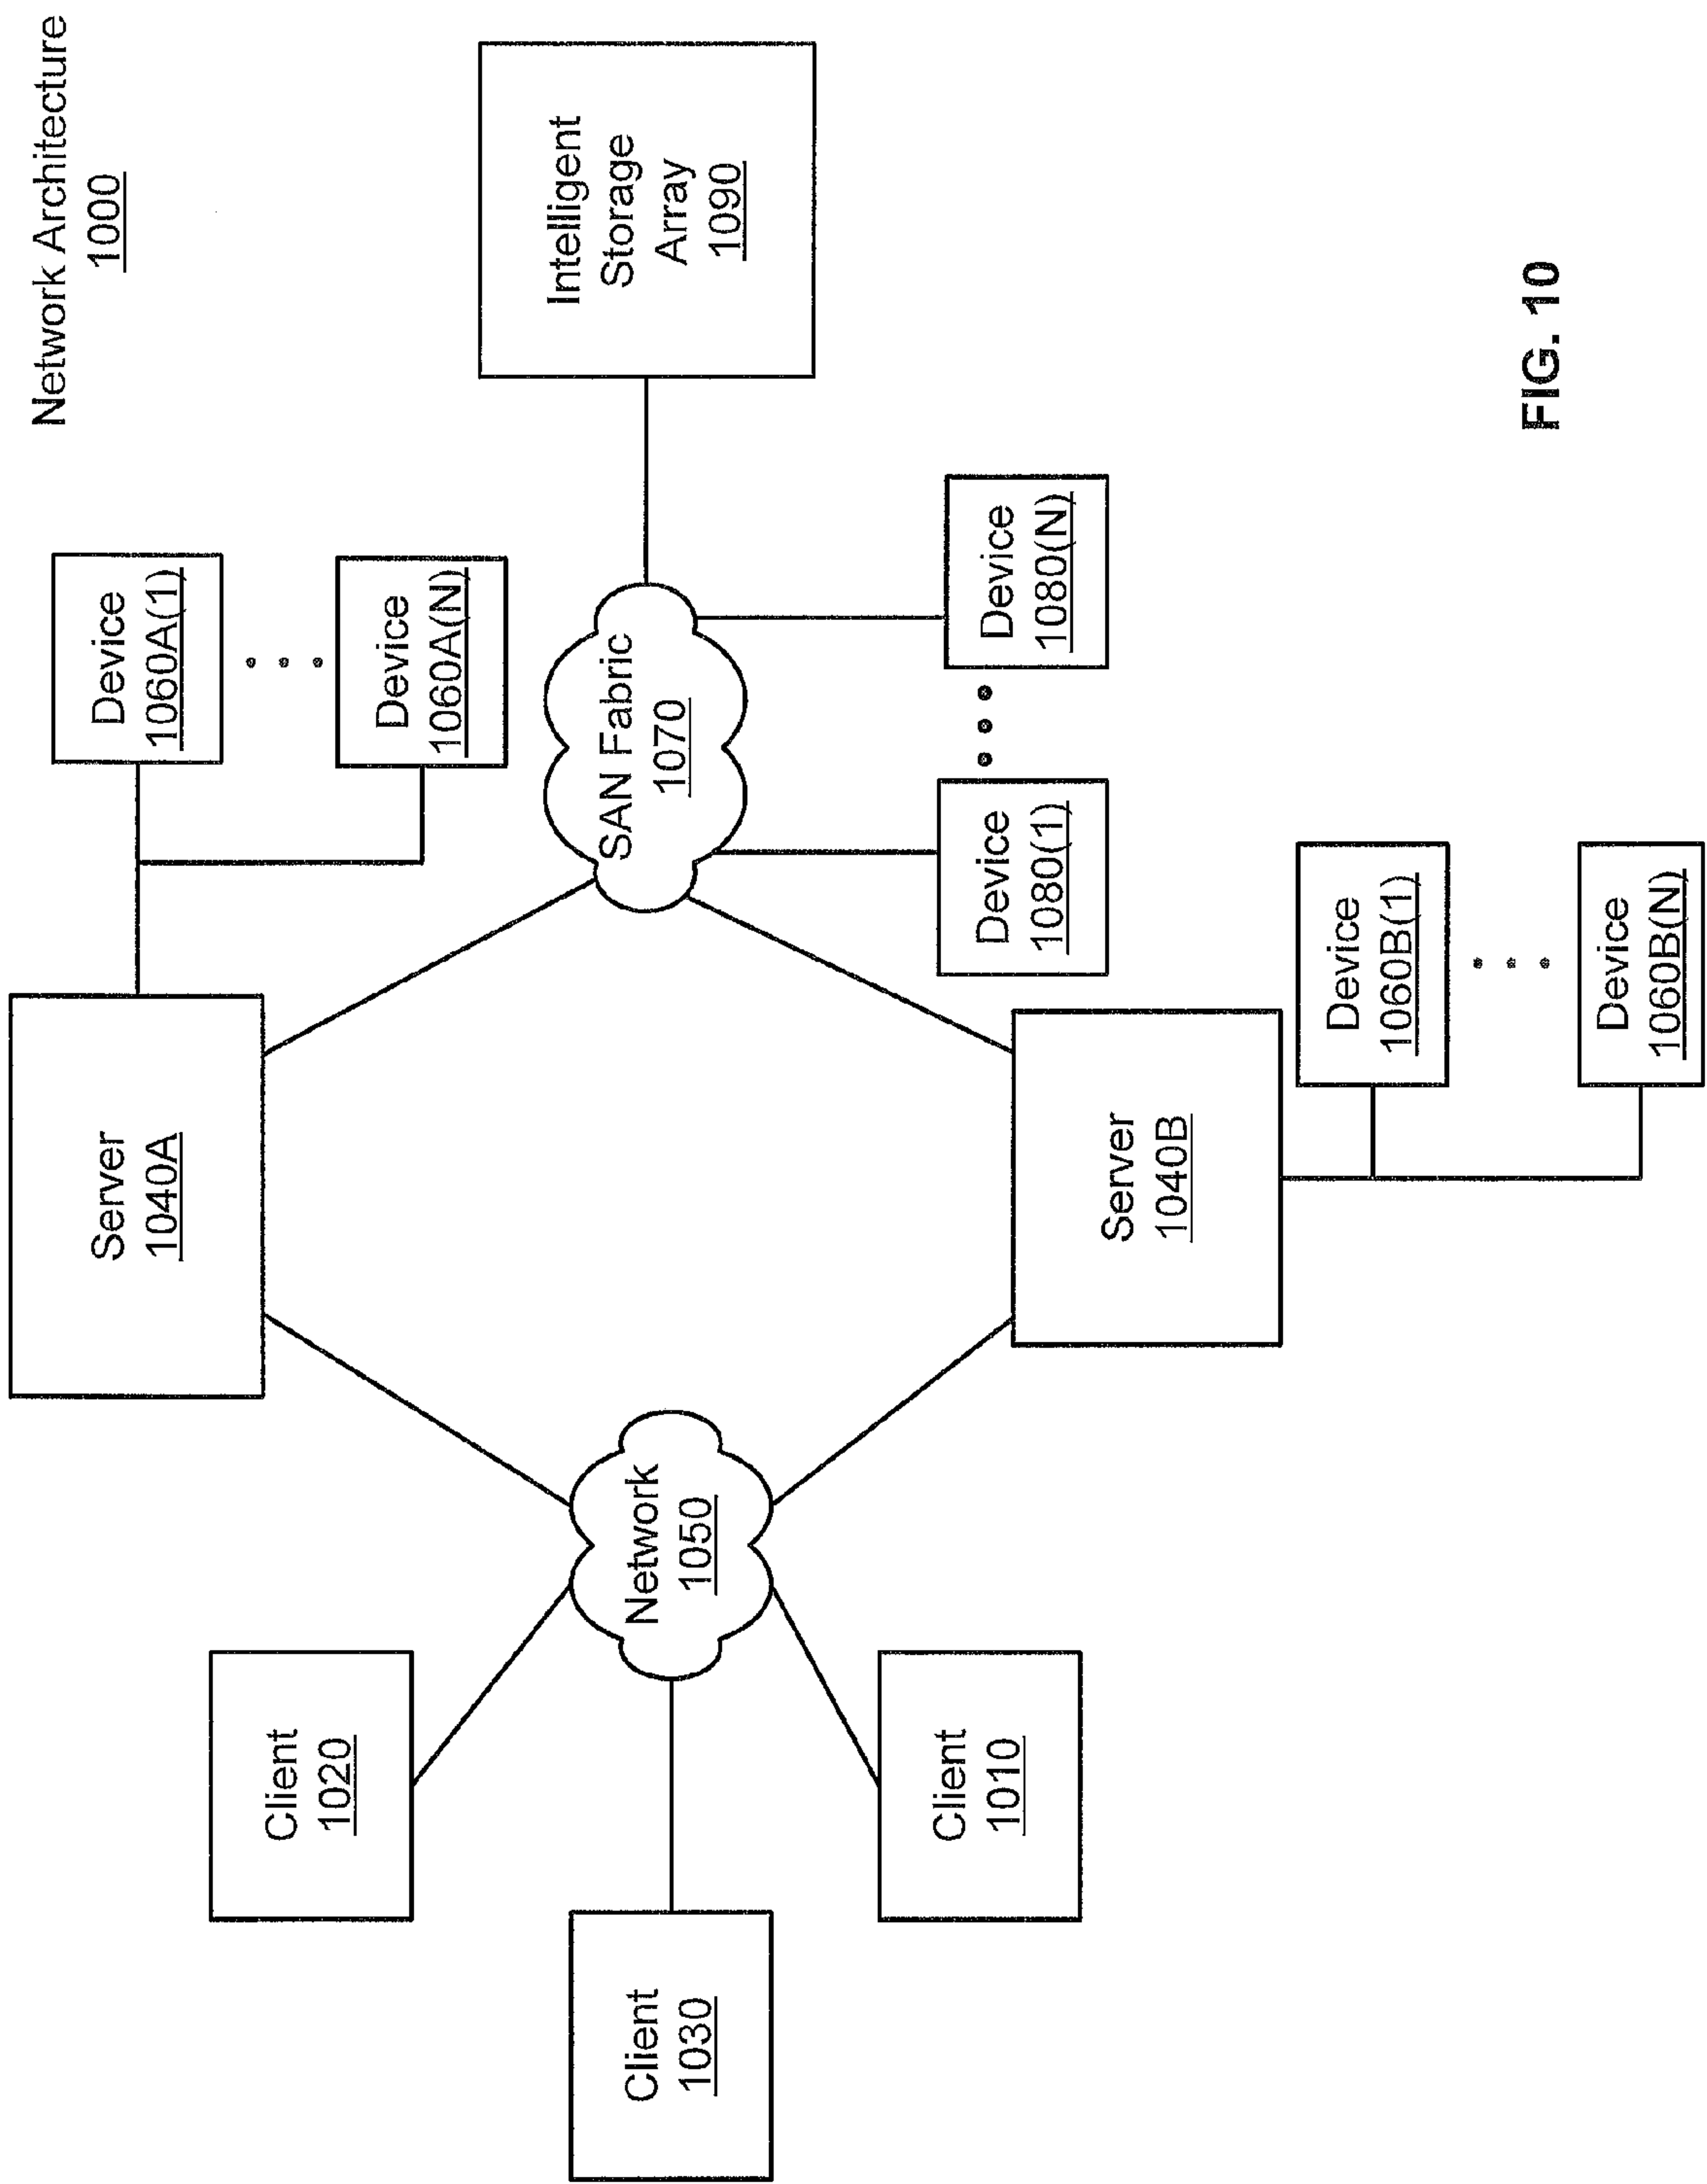 Network Architecture
1000
Device
1060A(1)
Device
1060A(N)
Server
1040A
Intelligent
Storage
Array
1090
SAN Fabric
1070
Client
1020
Network
1050
Client
1030
Client
1010
Device
1080(1)
Device
1080(N)
Server
1040B
Device
1060B(1)
Device
1060B(N)
FIG. 10